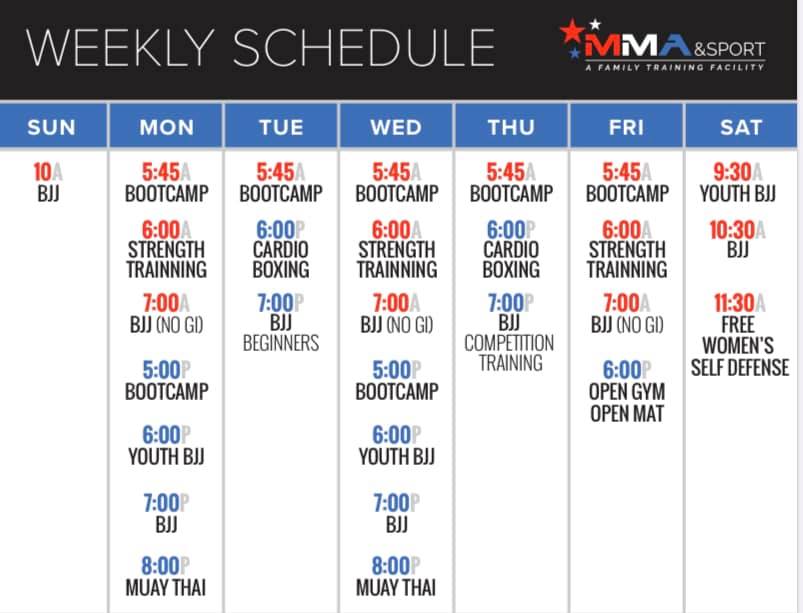 WEEKLY SCHEDULE
MMA &SPORT
A FAMILY TRAINING FACILITY
SUN
10A
BJJ
MON
5:45A
BOOTCAMP
6:00A
STRENGTH
TRAINNING
7:00A
BJJ (NO GI)
5:00P
BOOTCAMP
6:00P
YOUTH BJJ
7:00P
BJJ
8:00P
MUAY THAI
TUE
5:45A
BOOTCAMP
6:00P
CARDIO
BOXING
7:00P
BJJ
BEGINNERS
WED
5:45A
BOOTCAMP
6:00A
STRENGTH
TRAINNING
7:00A
BJJ (NO GI)
5:00P
BOOTCAMP
6:00P
YOUTH BJJ
7:00P
BJJ
8:00P
MUAY THAI
THU
5:45A
BOOTCAMP
6:00P
CARDIO
BOXING
7:00P
BJJ
COMPETITION
TRAINING
FRI
5:45A
BOOTCAMP
6:00A
STRENGTH
TRAINNING
7:00A
BJJ (NO GI)
6:00P
OPEN GYM
OPEN MAT
SAT
9:30A
YOUTH BJJ
10:30A
BJJ
11:30A
FREE
WOMEN'S
SELF DEFENSE